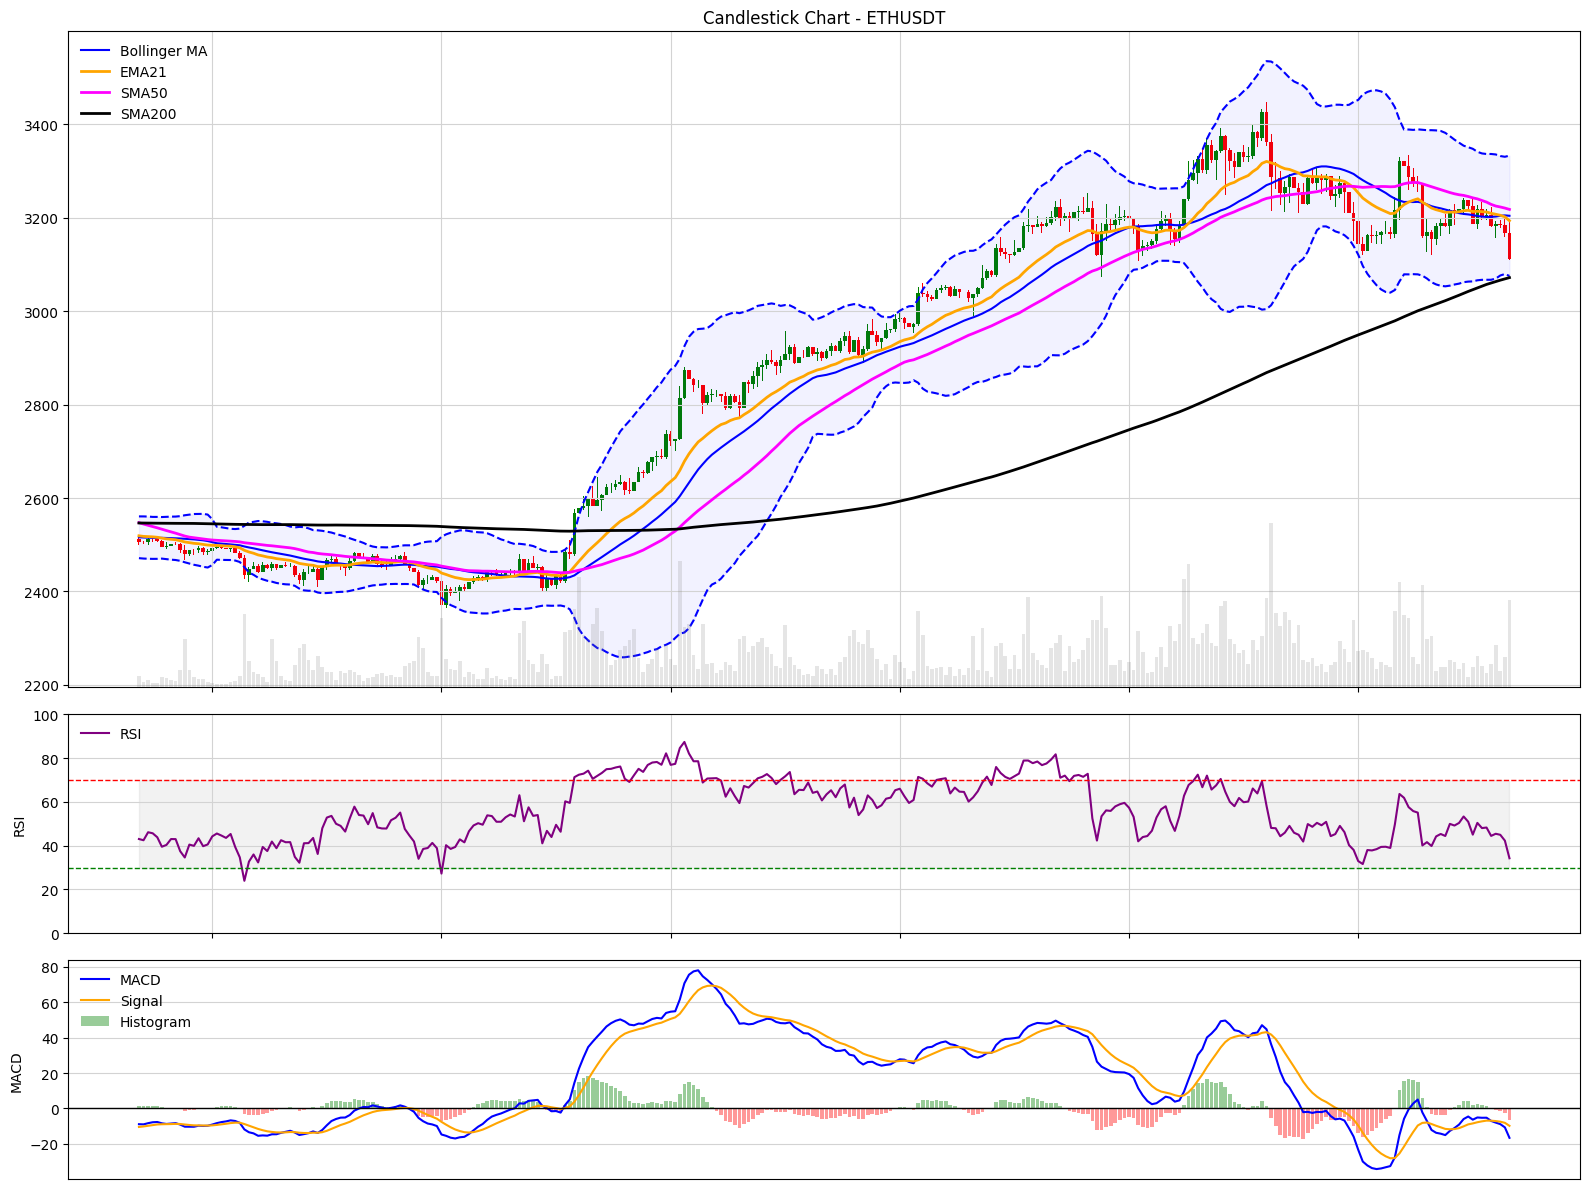 Candlestick Chart - ETHUSDT
Bollinger MA
EMA21
SMA50
SMA200
3400
3200
3000
2800
2600
2400
2200
RSI
RSI
100
80
60
40
20
0
MACD
Signal
Histogram
MACD
80
60
40
20
0
−20